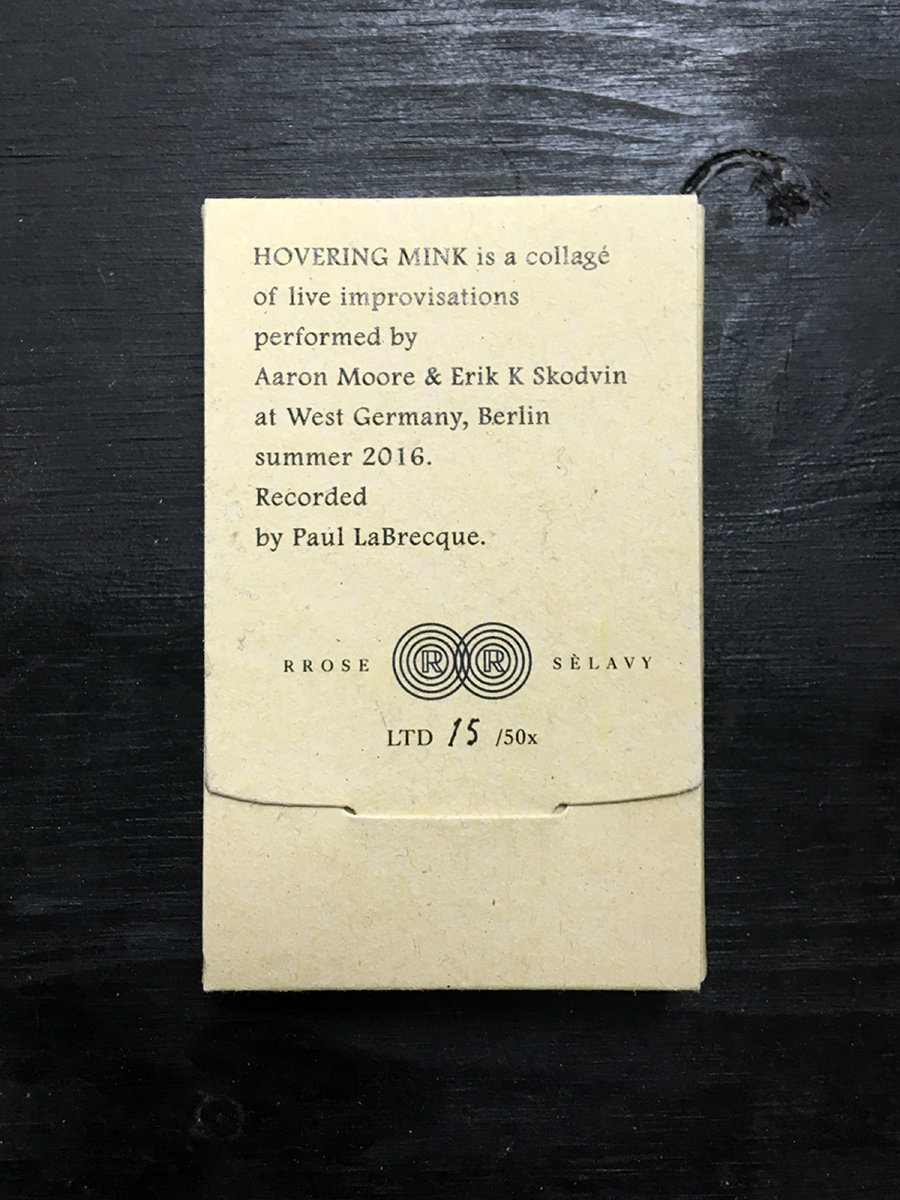 HOVERING MINK is a collagé
of live improvisations
performed by
Aaron Moore & Erik K Skodvin
at West Germany, Berlin
summer 2016.
Recorded
by Paul LaBrecque.
RROSE R R SÈLAVY
LTD 15 /50x